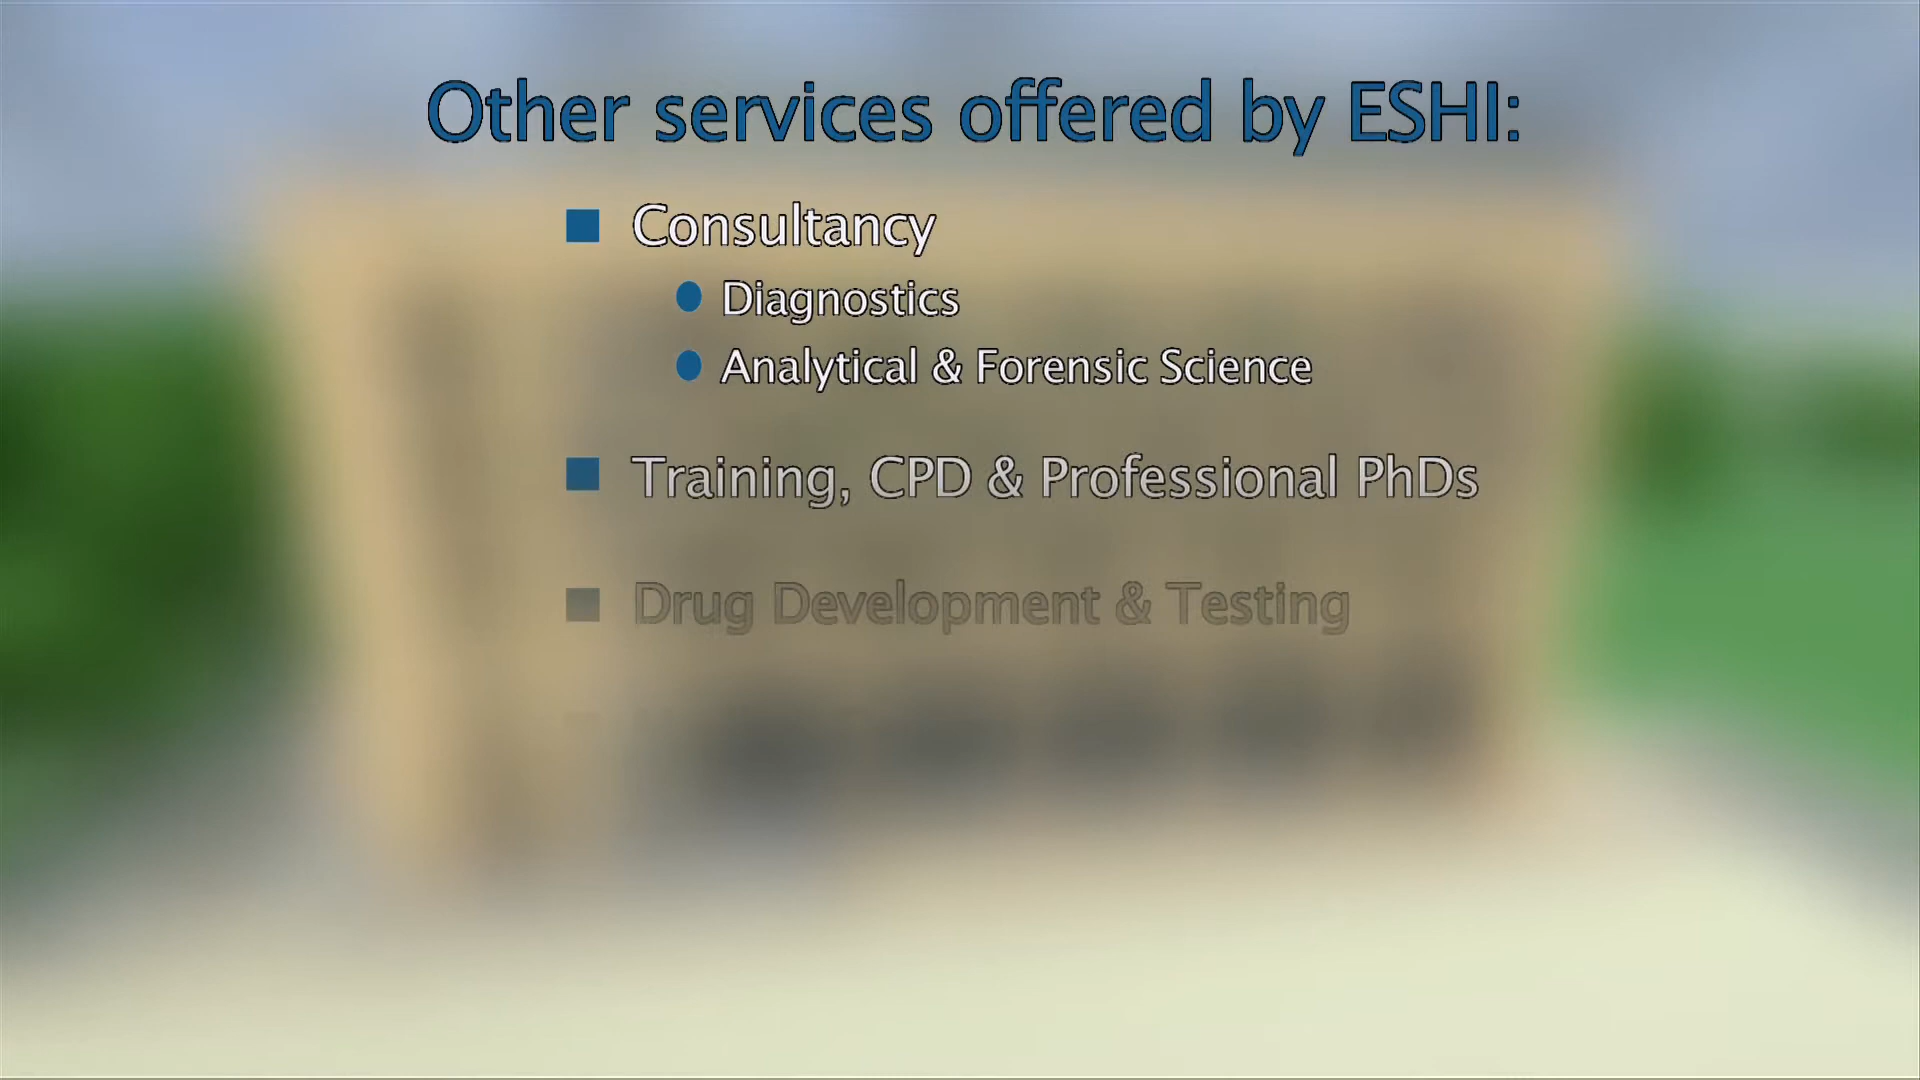 Other services offered by ESHI:
Consultancy
Diagnostics
Analytical & Forensic Science
Training, CPD & Professional PhDs
Drug Development & Testing